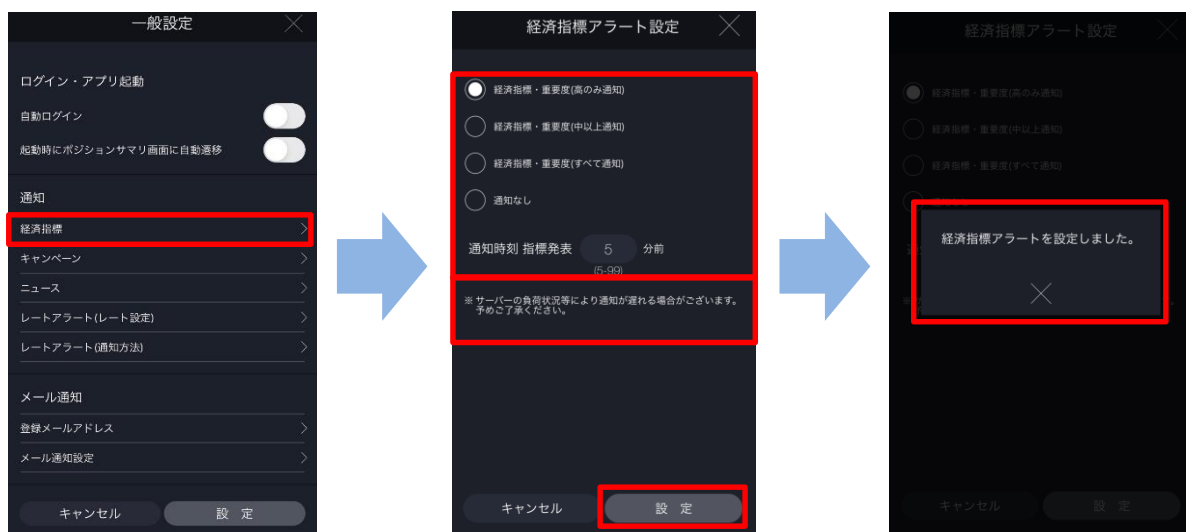 一般設定
ログイン・アプリ起動
自動ログイン
起動時にポジションサマリ画面に自動遷移
通知
経済指標
キャンペーン
ニュース
レートアラート(レート設定)
レートアラート(通知方法)
メール通知
登録メールアドレス
メール通知設定
キャンセル
設 定
経済指標アラート設定
経済指標・重要度(高のみ通知)
経済指標・重要度(中以上通知)
経済指標・重要度(すべて通知)
通知なし
通知時刻 指標発表 5 分前
(5-99)
※ サーバーの負荷状況等により通知が遅れる場合がございます。
予めご了承ください。
キャンセル
設 定
経済指標アラート設定
経済指標・重要度(高のみ通知)
経済指標・重要度(中以上通知)
経済指標・重要度(すべて通知)
経済指標アラートを設定しました。
キャンセル
設 定